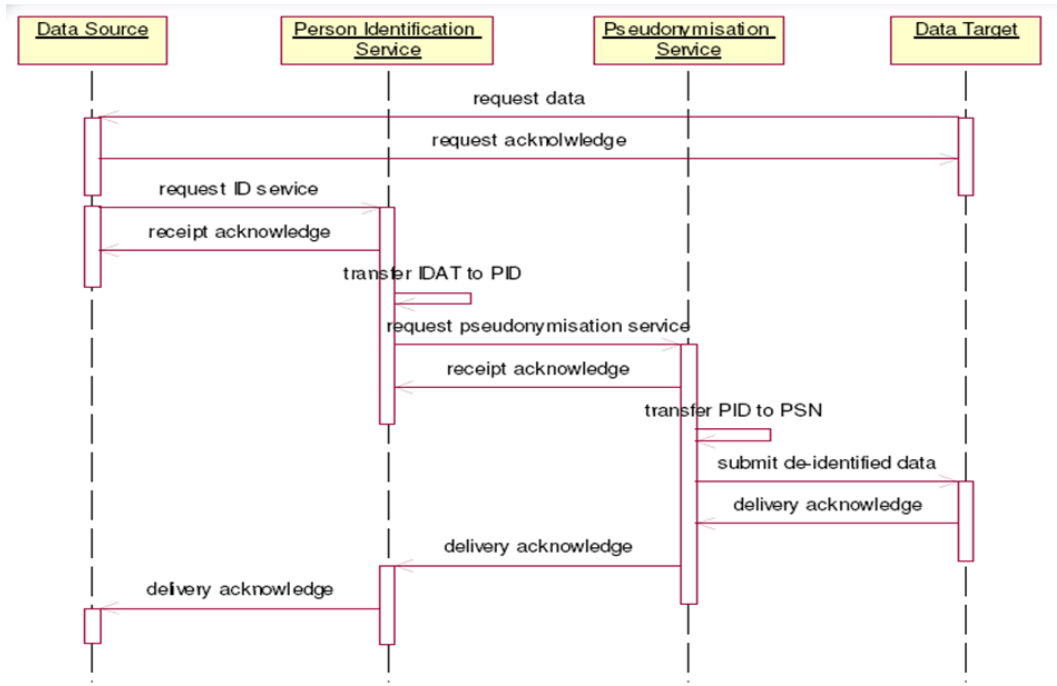 Data Source
Person Identification
Service
Pseudonymisation
Service
Data Target
request data
request acknolwledge
request ID service
receipt acknowledge
transfer IDAT to PID
request pseudonymisation service
receipt acknowledge
transfer PID to PSN
submit de-identified data
delivery acknowledge
delivery acknowledge
delivery acknowledge